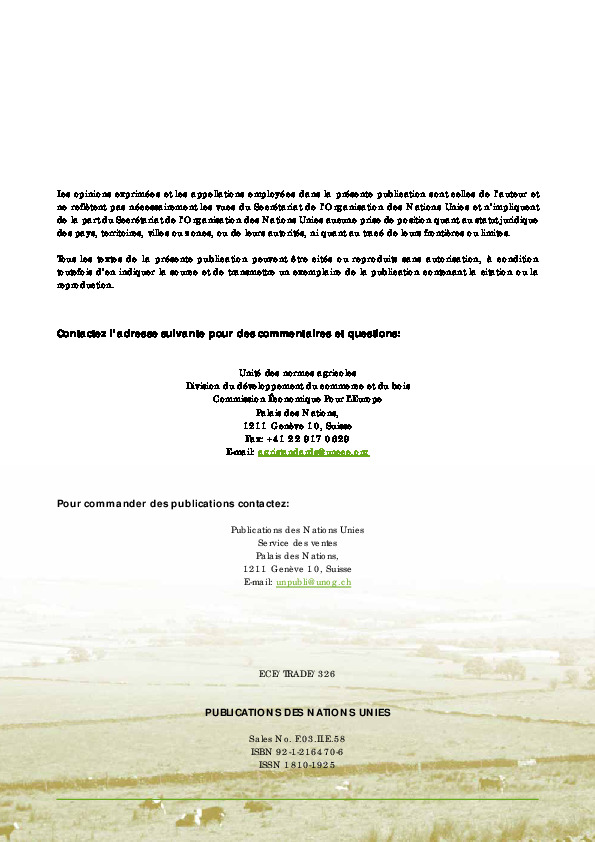 Les opinions exprimées et les appellations employées dans la présente publication sont celles de l'auteur et
ne reflètent pas nécessairement les vues du Secrétariat de l'Organisation des Nations Unies et n'impliquent
de la part du Secrétariat de l'Organisation des Nations Unies aucune prise de position quant au statut juridique
des pays, territoires, villes ou zones, ou de leurs autorités, ni quant au tracé de leurs frontières ou limites.
Tous les textes de la présente publication peuvent être cités ou reproduits sans autorisation, à condition
toutefois d'en indiquer la source et de transmettre un exemplaire de la publication contenant la citation ou la
reproduction.
Contactez l'adresse suivante pour des commentaires et questions:
Unité des normes agricoles
Division du développement du commerce et du bois
Commission Économique Pour l'Europe
Palais des Nations,
1211 Genève 10, Suisse
Fax: +41 22 917 0629
E-mail: agristandards@unece.org
Pour commander des publications contactez:
Publications des Nations Unies
Service des ventes
Palais des Nations,
1211 Genève 10, Suisse
E-mail: unpubli@unog.ch
ECE/TRADE/326
PUBLICATIONS DES NATIONS UNIES
Sales No. F.03.II.E.58
ISBN 92-1-216470-6
ISSN 1810-1925